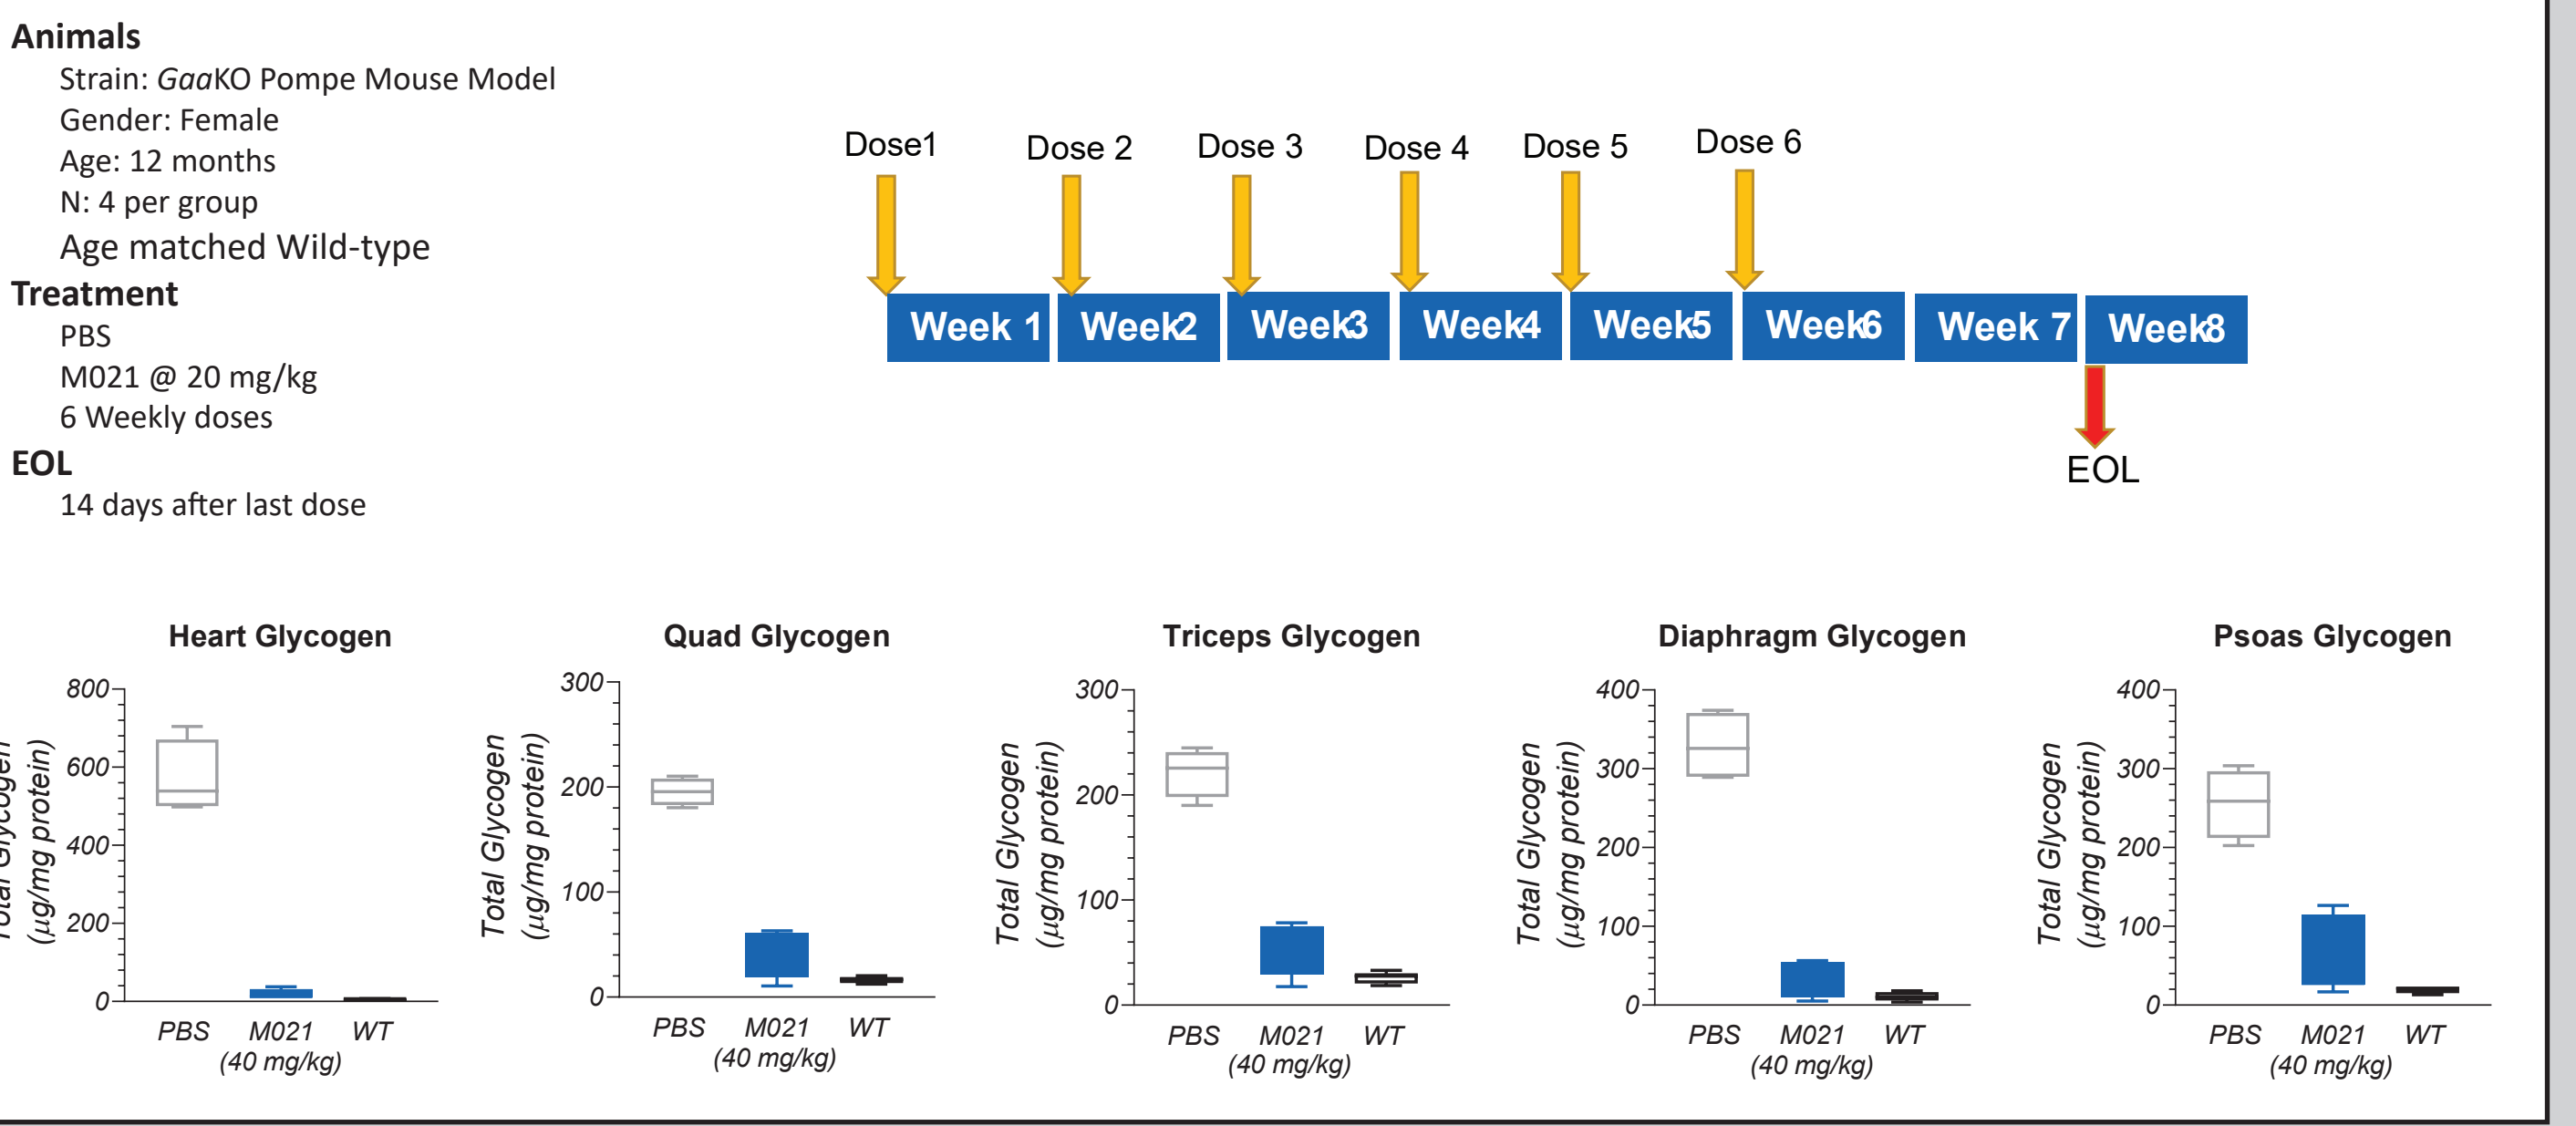 Animals
Strain: GaaKO Pompe Mouse Model
Gender: Female
Age: 12 months
N: 4 per group
Age matched Wild-type
Treatment
PBS
M021 @ 20 mg/kg
6 Weekly doses
EOL
14 days after last dose
Dose1 Dose 2 Dose 3 Dose 4 Dose 5 Dose 6
Week 1 Week2 Week3 Week4 Week5 Week6 Week 7 Week8
EOL
Heart Glycogen
Total Glycogen
(μg/mg protein)
800
600
400
200
0
PBS M021 WT
(40 mg/kg)
Quad Glycogen
Total Glycogen
(μg/mg protein)
300
200
100
0
PBS M021 WT
(40 mg/kg)
Triceps Glycogen
Total Glycogen
(μg/mg protein)
300
200
100
0
PBS M021 WT
(40 mg/kg)
Diaphragm Glycogen
Total Glycogen
(μg/mg protein)
400
300
200
100
0
PBS M021 WT
(40 mg/kg)
Psoas Glycogen
Total Glycogen
(μg/mg protein)
400
300
200
100
0
PBS M021 WT
(40 mg/kg)